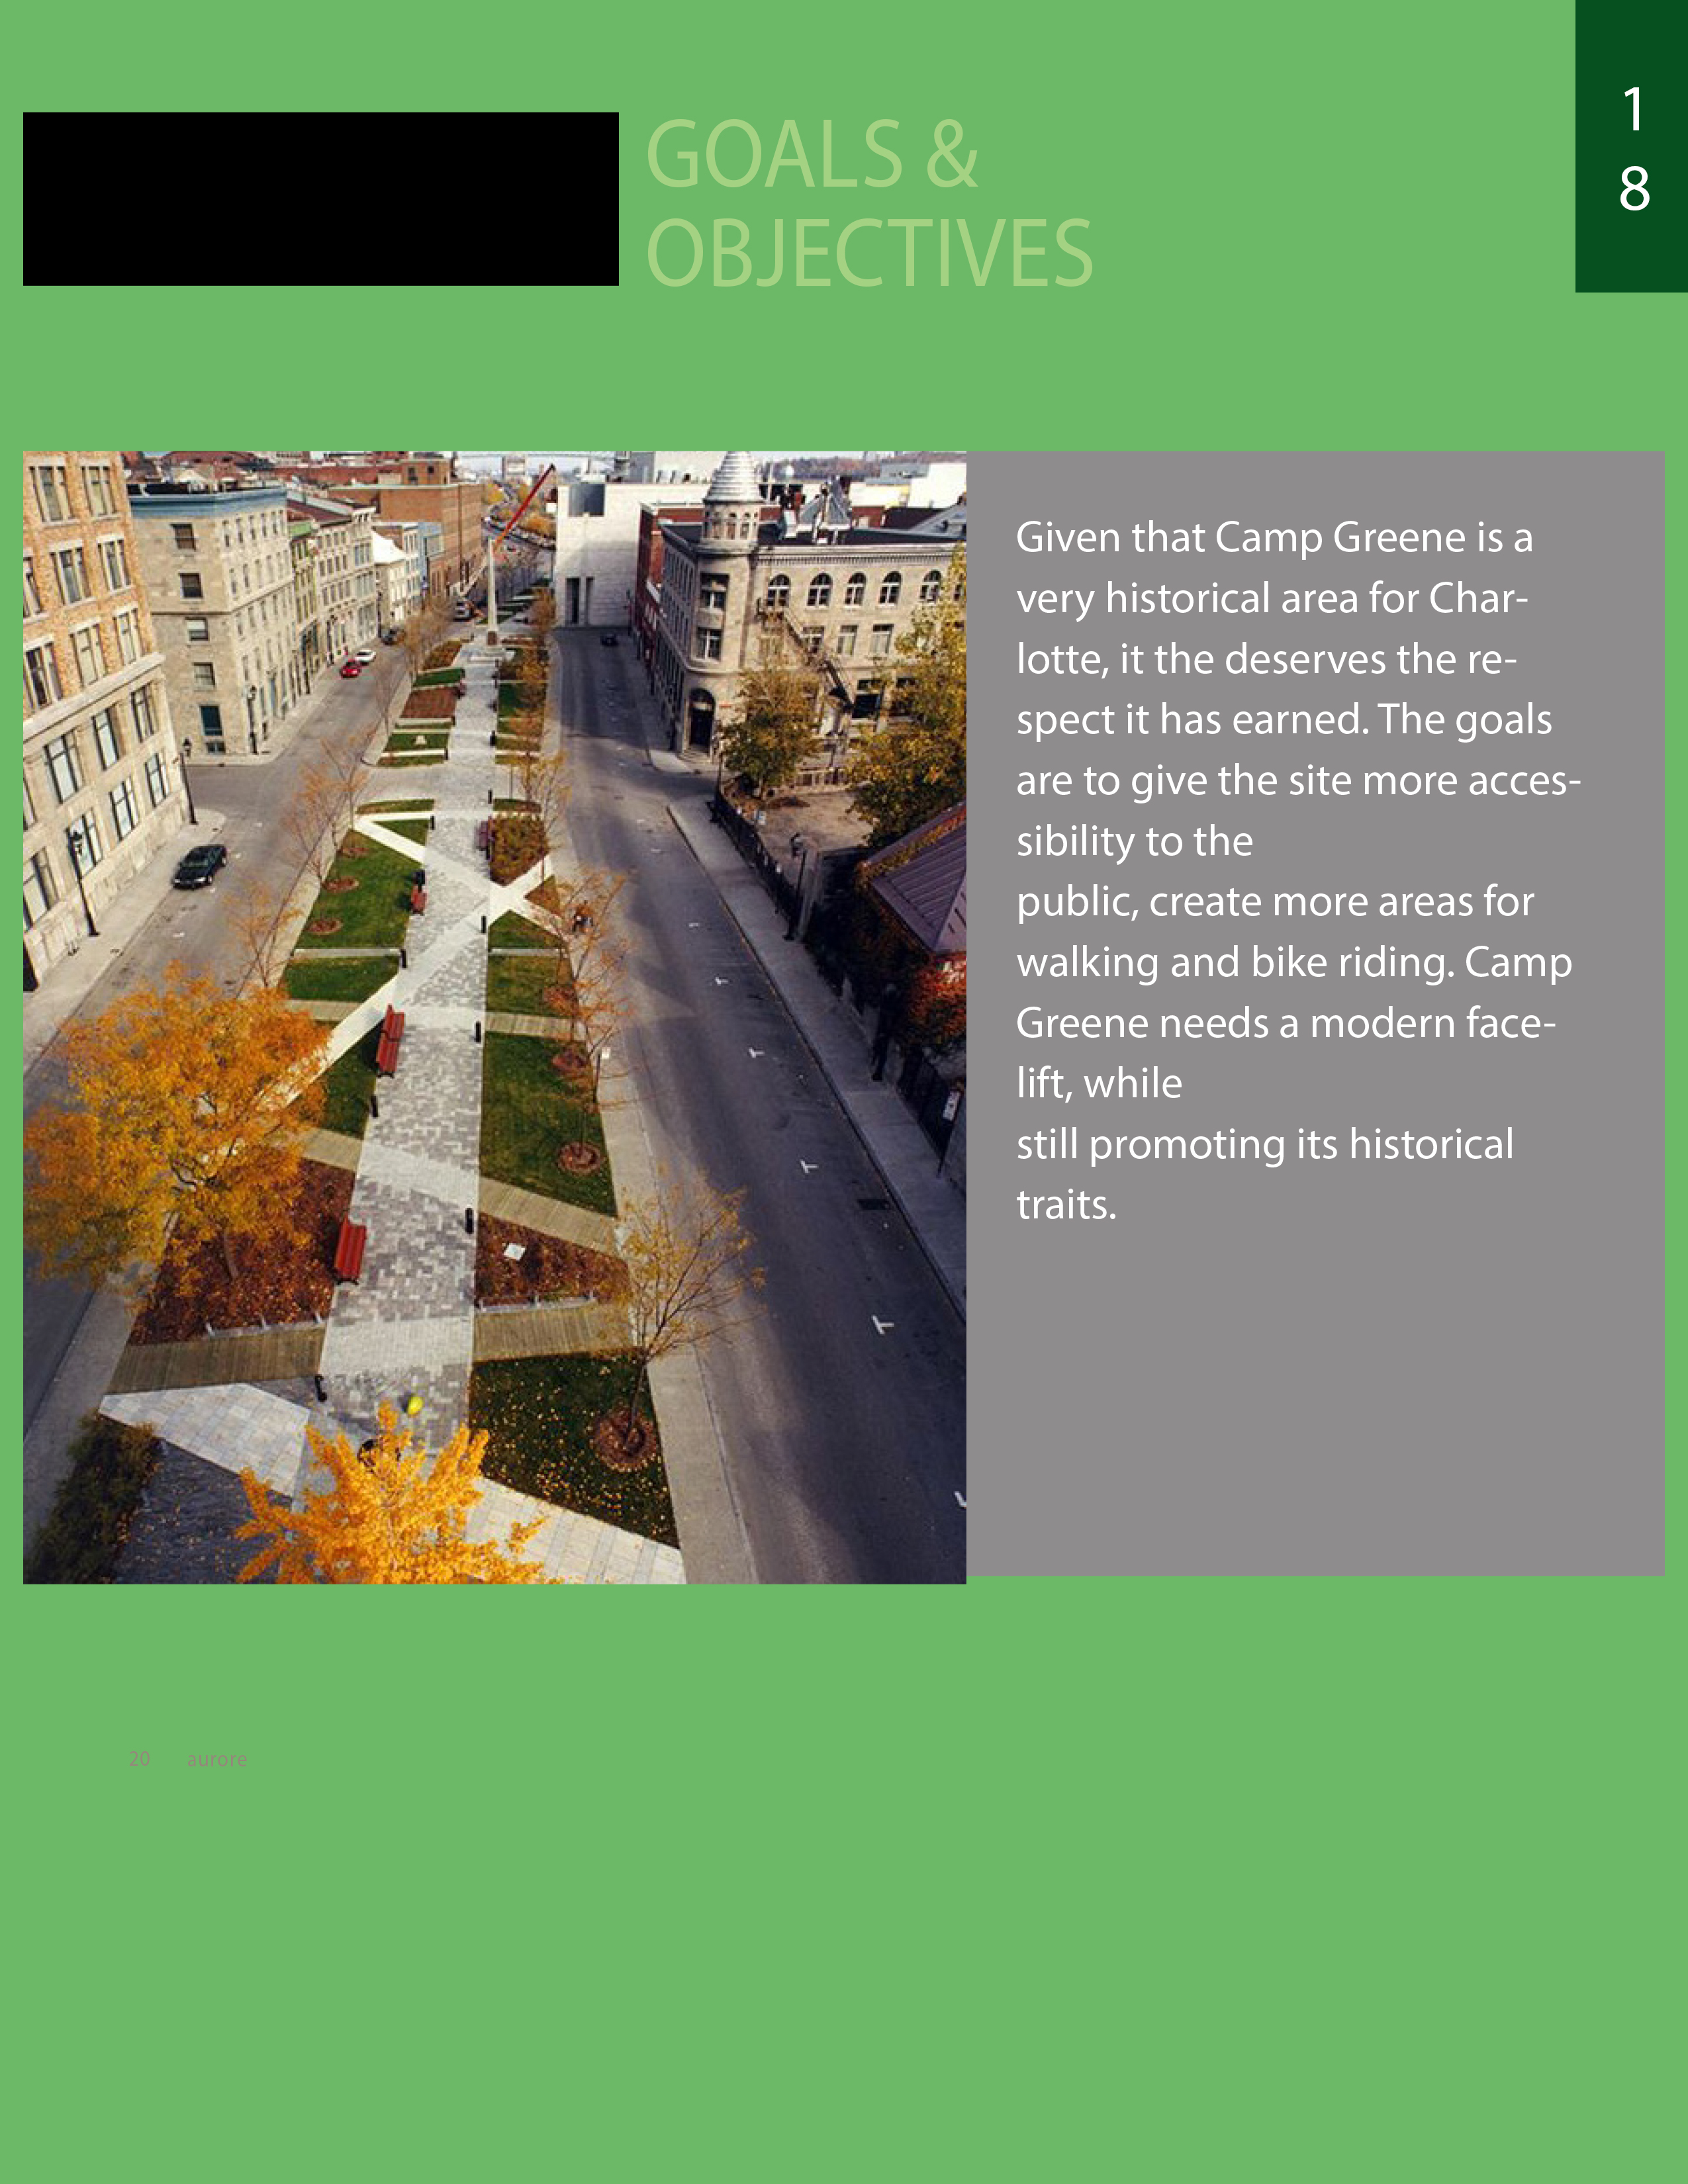 GOALS &
OBJECTIVES
1
8
Given that Camp Greene is a
very historical area for Char-
lotte, it the deserves the re-
spect it has earned. The goals
are to give the site more acces-
sibility to the
public, create more areas for
walking and bike riding. Camp
Greene needs a modern face-
lift, while
still promoting its historical
traits.
20 aurore